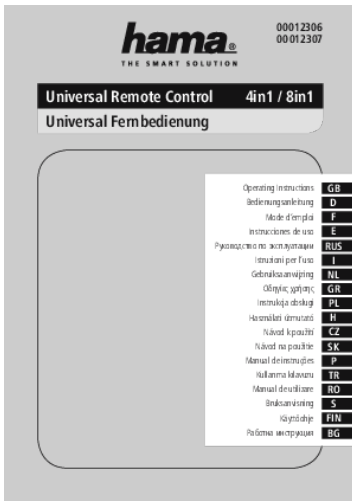 hama®
THE SMART SOLUTION
00012306
00012307
Universal Remote Control 4in1 / 8in1
Universal Fernbedienung
Operating Instructions GB
Bedienungsanleitung D
Mode d'emploi F
Instrucciones de uso E
Руководство по эксплуатации RUS
Istruzioni per l'uso I
Gebruiksaanwijzing NL
Οδηγίες χρήσης GR
Instrukcja obsługi PL
Használati útmutató H
Návod k použití CZ
Návod na použitie SK
Manual de instruções P
Kullanma kılavuzu TR
Manual de utilizare RO
Bruksanvisning S
Käyttöohje FIN
Работна инструкция BG